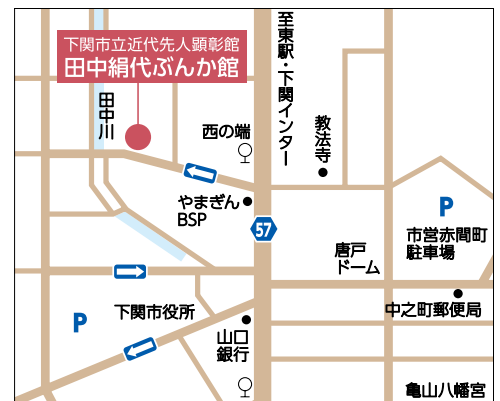 下関市立近代先人顕彰館
田中絹代ぶんか館
至東駅・下関インター
田中川
西の端
教法寺
やまぎん
BSP
57
P
市営赤間町
駐車場
唐戸
ドーム
中之町郵便局
下関市役所
P
山口
銀行
亀山八幡宮